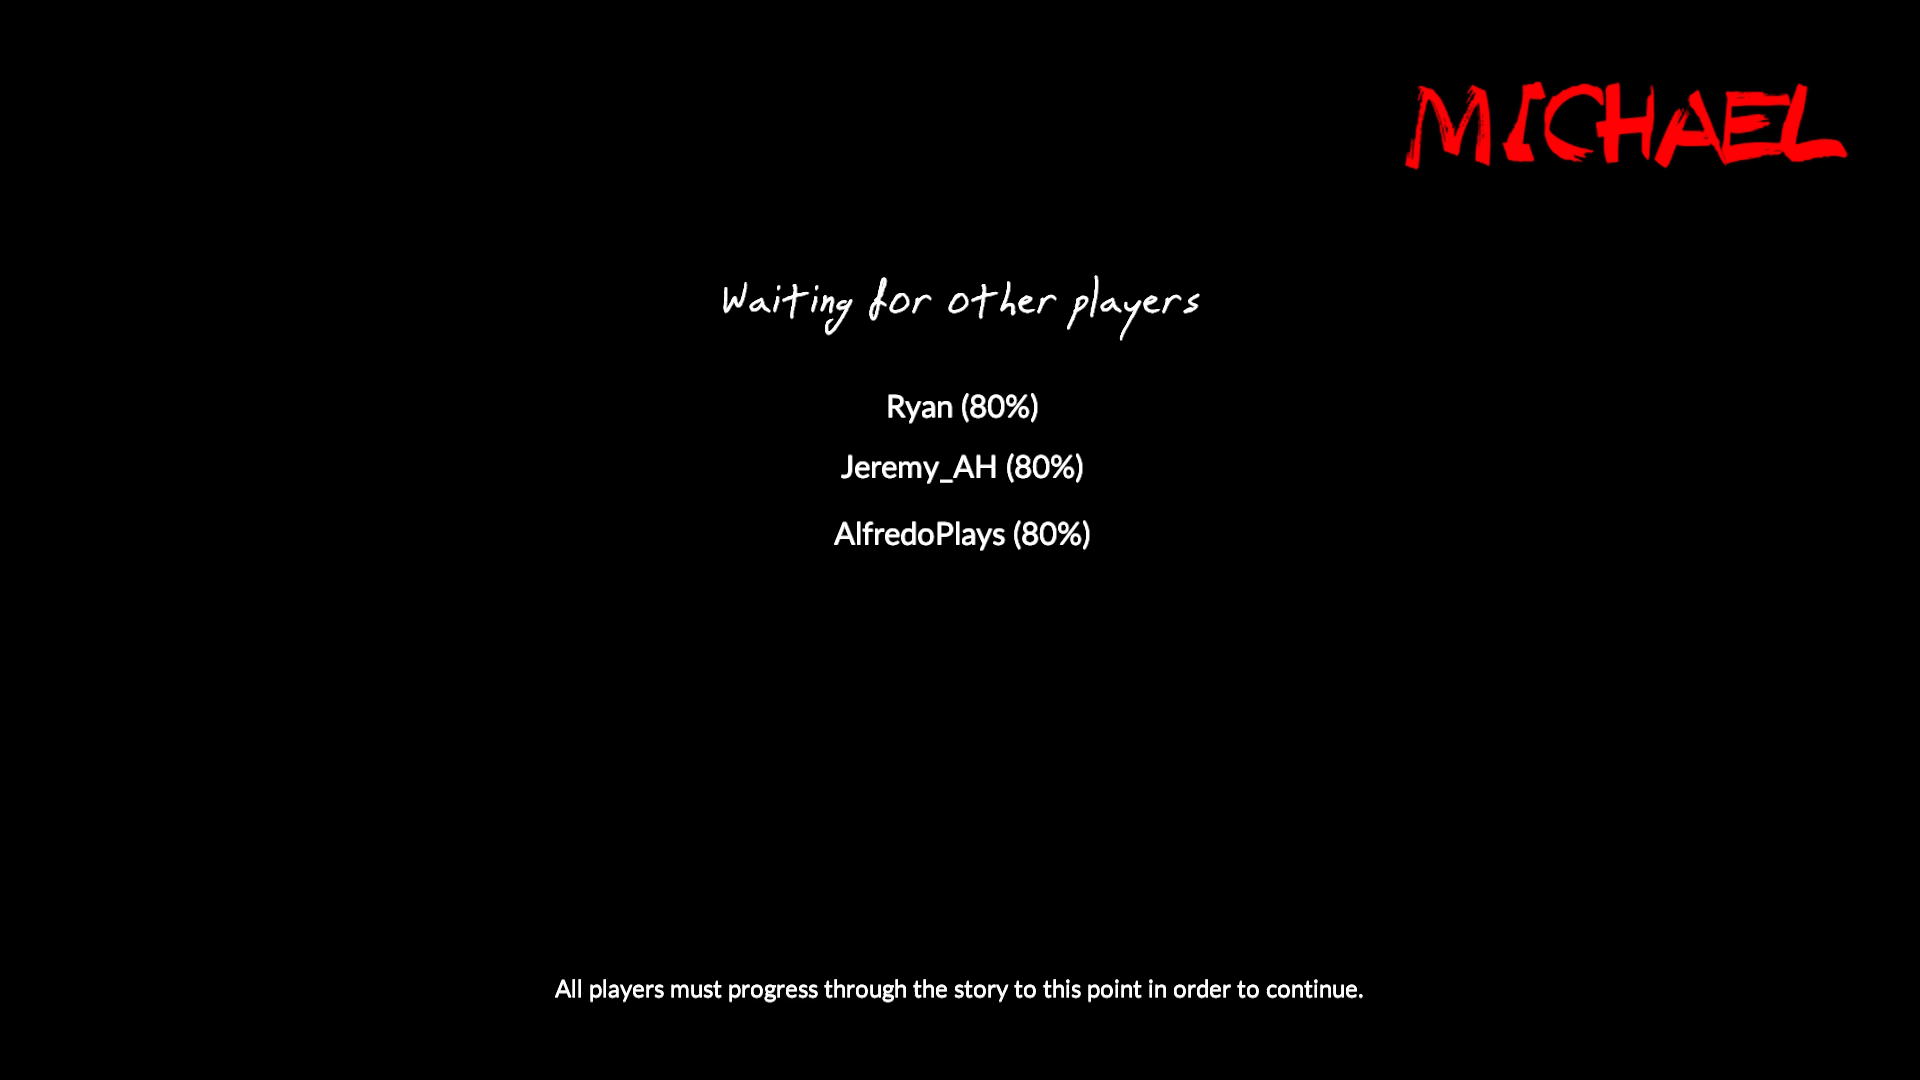 MICHAEL
Waiting for other players
Ryan (80%)
Jeremy_AH (80%)
AlfredoPlays (80%)
All players must progress through the story to this point in order to continue.